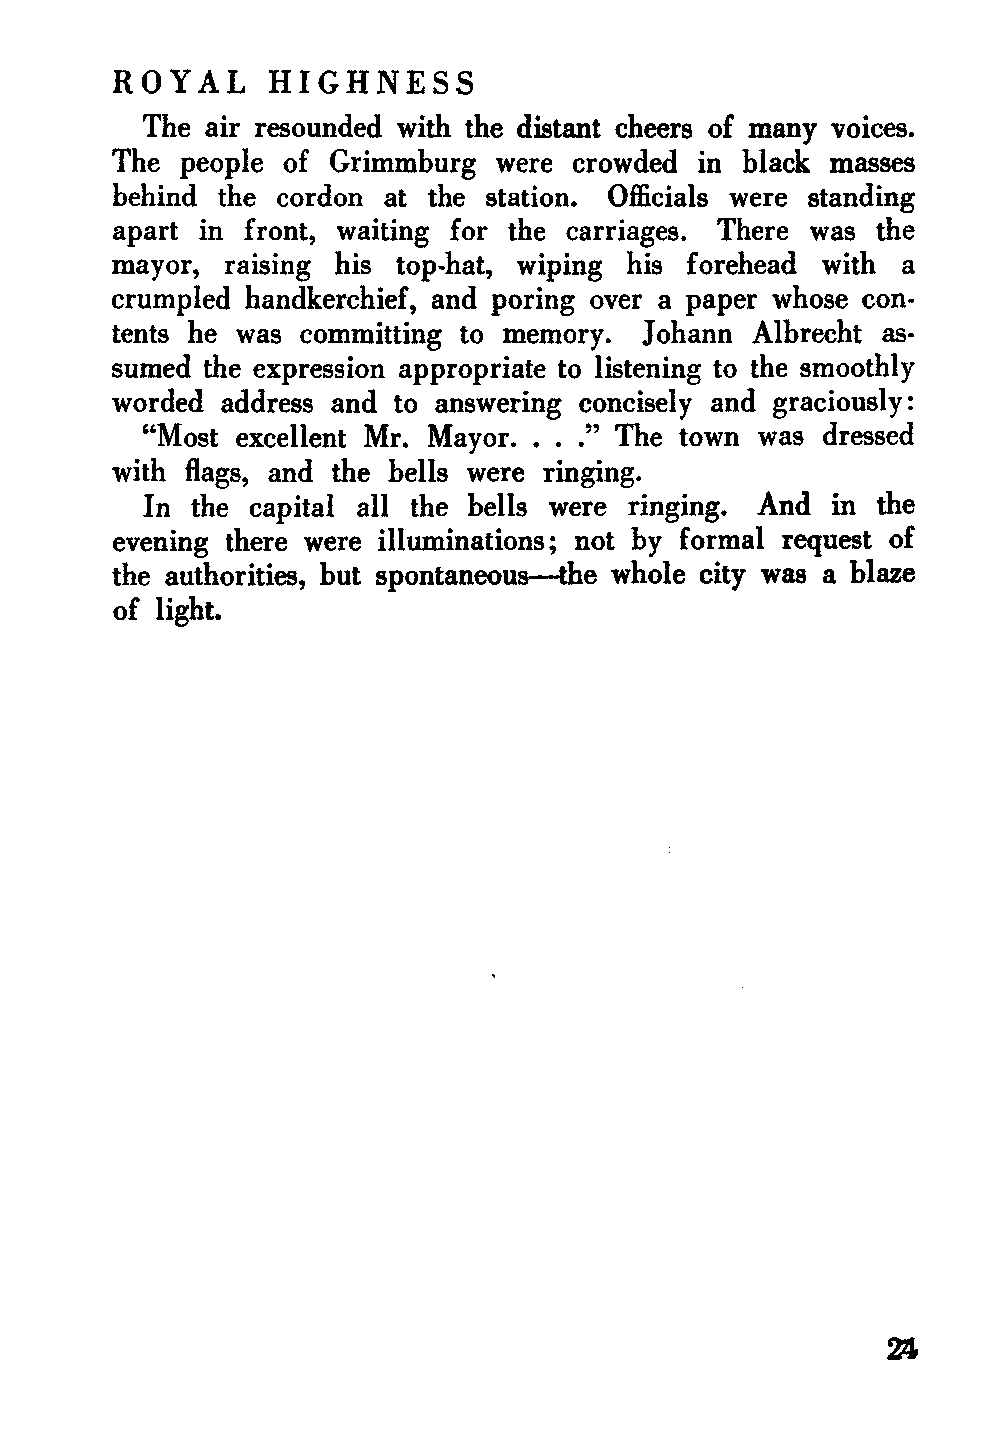 ROYAL HIGHNESS
The air resounded with the distant cheers of many voices.
The people of Grimmburg were crowded in black masses
behind the cordon at the station. Officials were standing
apart in front, waiting for the carriages. There was the
mayor, raising his top-hat, wiping his forehead with a
crumpled handkerchief, and poring over a paper whose con-
tents he was committing to memory. Johann Albrecht as-
sumed the expression appropriate to listening to the smoothly
worded address and to answering concisely and graciously:
“Most excellent Mr. Mayor. . . .” The town was dressed
with flags, and the bells were ringing.
In the capital all the bells were ringing. And in the
evening there were illuminations; not by formal request of
the authorities, but spontaneous—the whole city was a blaze
of light.
24